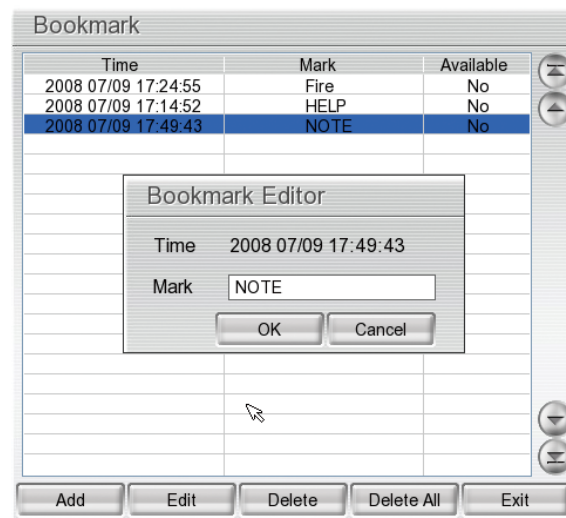 Bookmark
Time Mark Available
2008 07/09 17:24:55 Fire No
2008 07/09 17:14:52 HELP No
2008 07/09 17:49:43 NOTE No
Bookmark Editor
Time 2008 07/09 17:49:43
Mark NOTE
OK Cancel
Add Edit Delete Delete All Exit